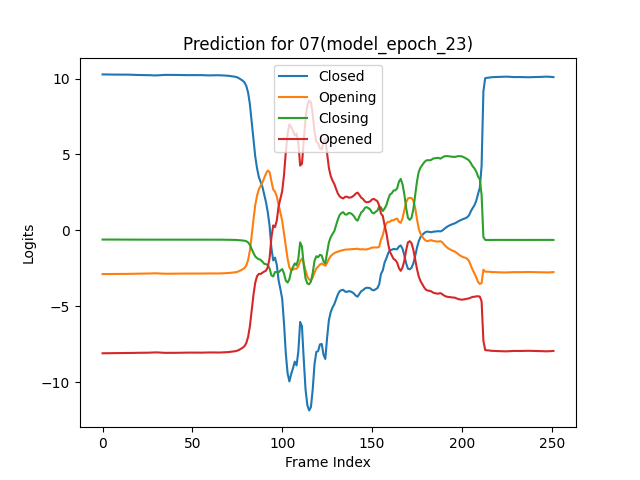 Prediction for 07(model_epoch_23)
Closed
Opening
Closing
Opened
10
5
0
−5
−10
Logits
0
50
100
150
200
250
Frame Index